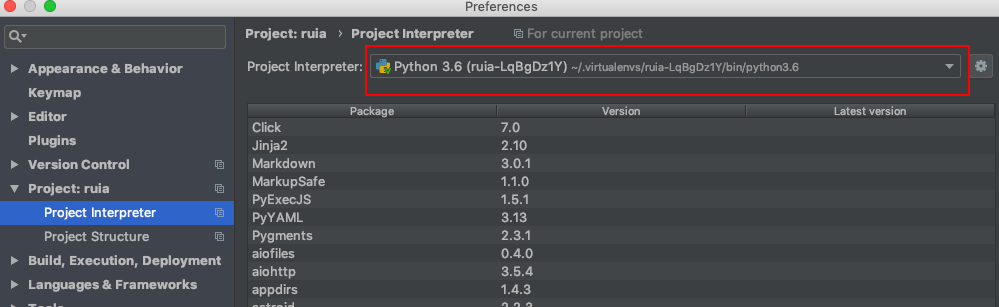 Preferences
Project: ruia › Project Interpreter For current project
Appearance & Behavior
Keymap
Editor
Plugins
Version Control
Project: ruia
Project Interpreter
Project Structure
Build, Execution, Deployment
Languages & Frameworks
Tools
Project Interpreter: Python 3.6 (ruia-LqBgDz1Y) ~/.virtualenvs/ruia-LqBgDz1Y/bin/python3.6
Package Version Latest version
Click 7.0
Jinja2 2.10
Markdown 3.0.1
MarkupSafe 1.1.0
PyExecJS 1.5.1
PyYAML 3.13
Pygments 2.3.1
aiofiles 0.4.0
aiohttp 3.5.4
appdirs 1.4.3